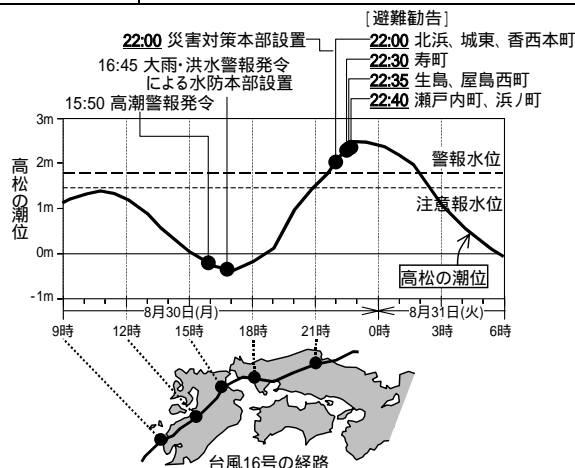 [避難勧告]
22:00 災害対策本部設置
22:00 北浜、城東、香西本町
16:45 大雨・洪水警報発令
による水防本部設置
22:30 寿町
22:35 生島、屋島西町
15:50 高潮警報発令
22:40 瀬戸内町、浜ノ町
3m
2m
1m
0m
-1m
高松の潮位
警報水位
注意報水位
高松の潮位
8月30日(月)
8月31日(火)
9時
12時
15時
18時
21時
0時
3時
6時
台風16号の経路